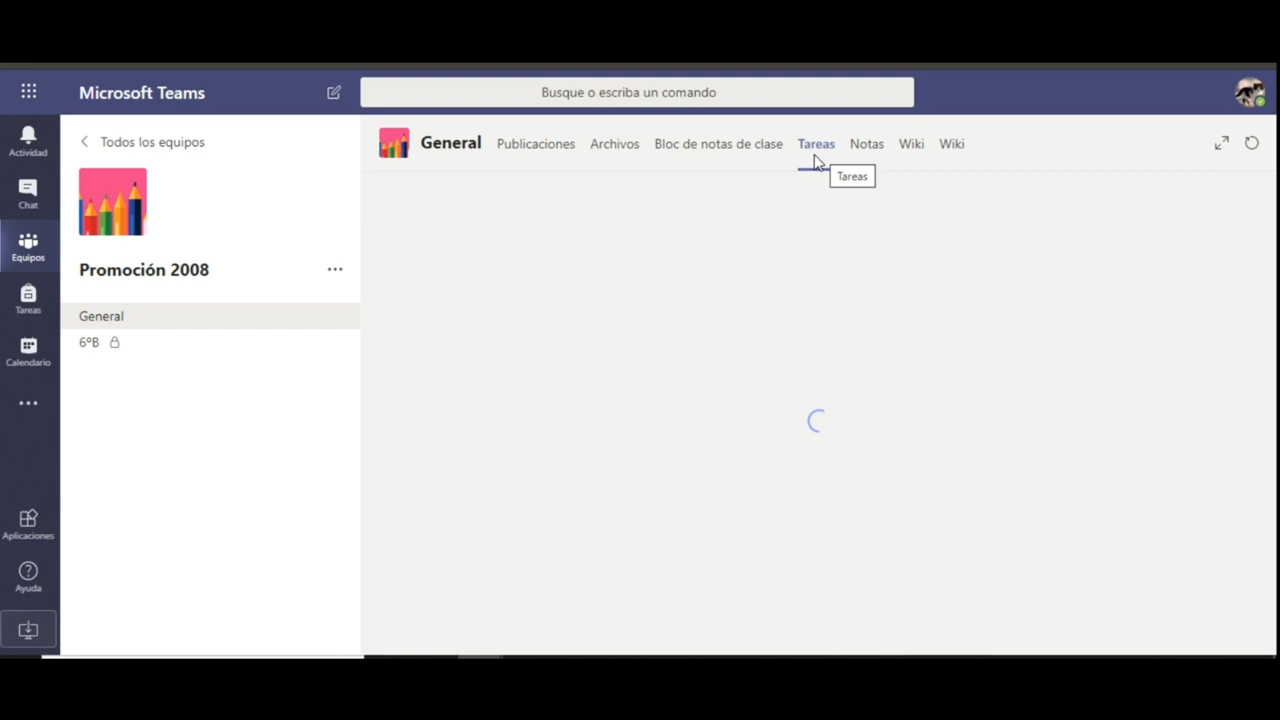 Microsoft Teams
Busque o escriba un comando
Actividad
Chat
Equipos
Tareas
Calendario
Aplicaciones
Ayuda
Todos los equipos
Promoción 2008
General
6ºB
General Publicaciones Archivos Bloc de notas de clase Tareas Notas Wiki Wiki
Tareas